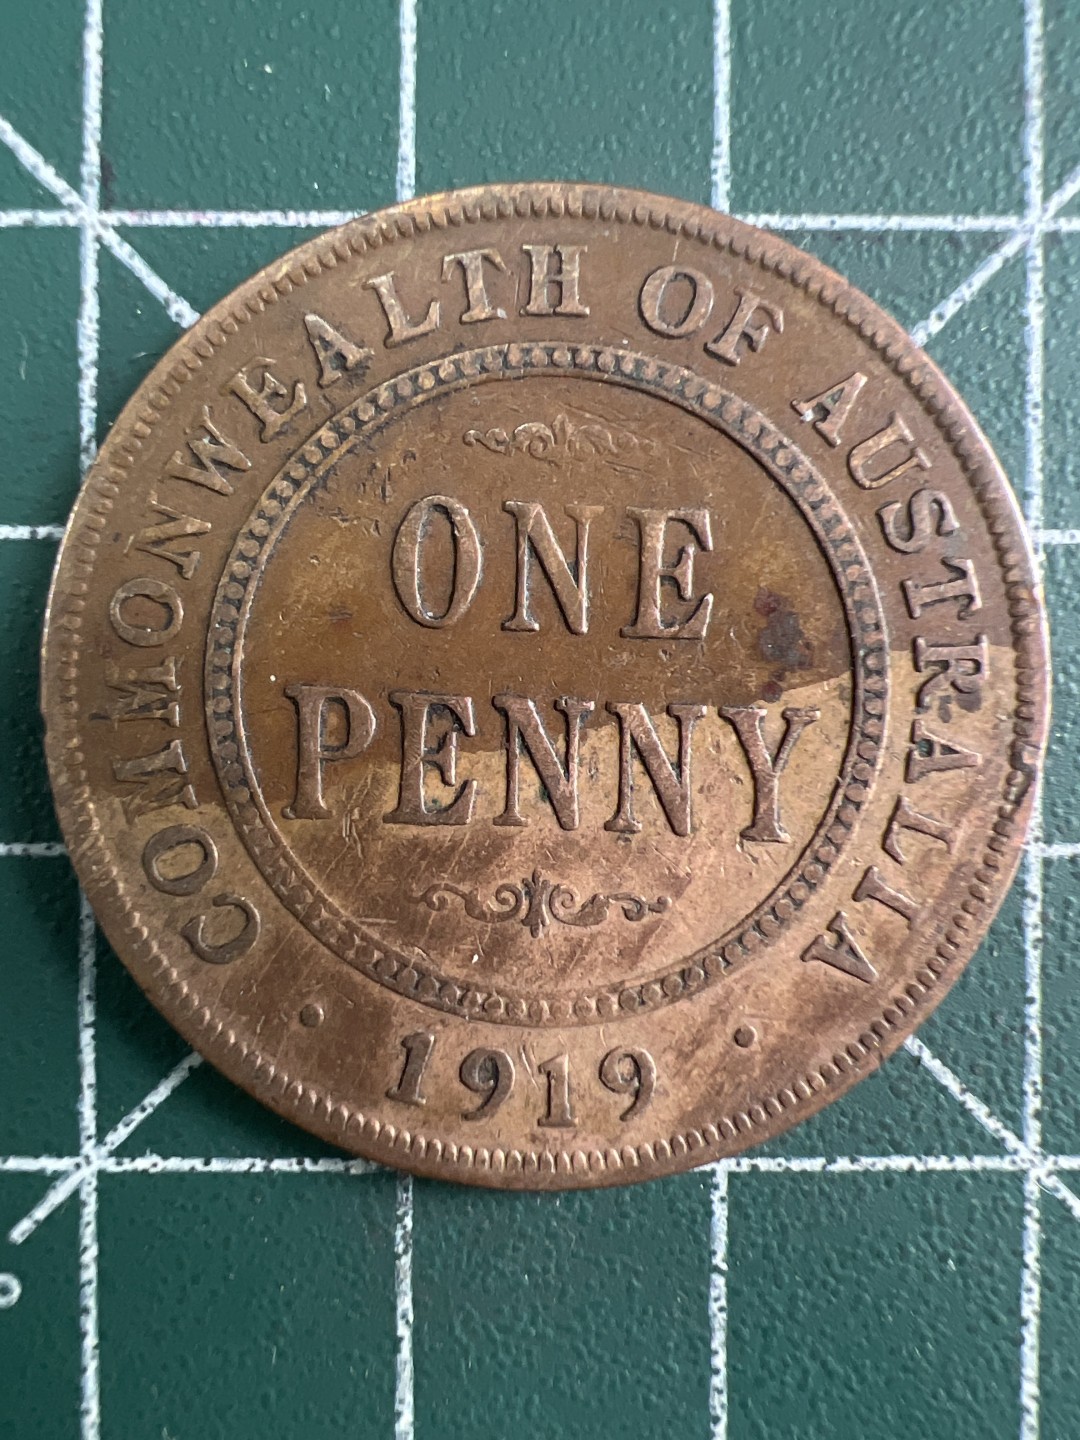 COMMONWEALTH OF AUSTRALIA
ONE
PENNY
1919